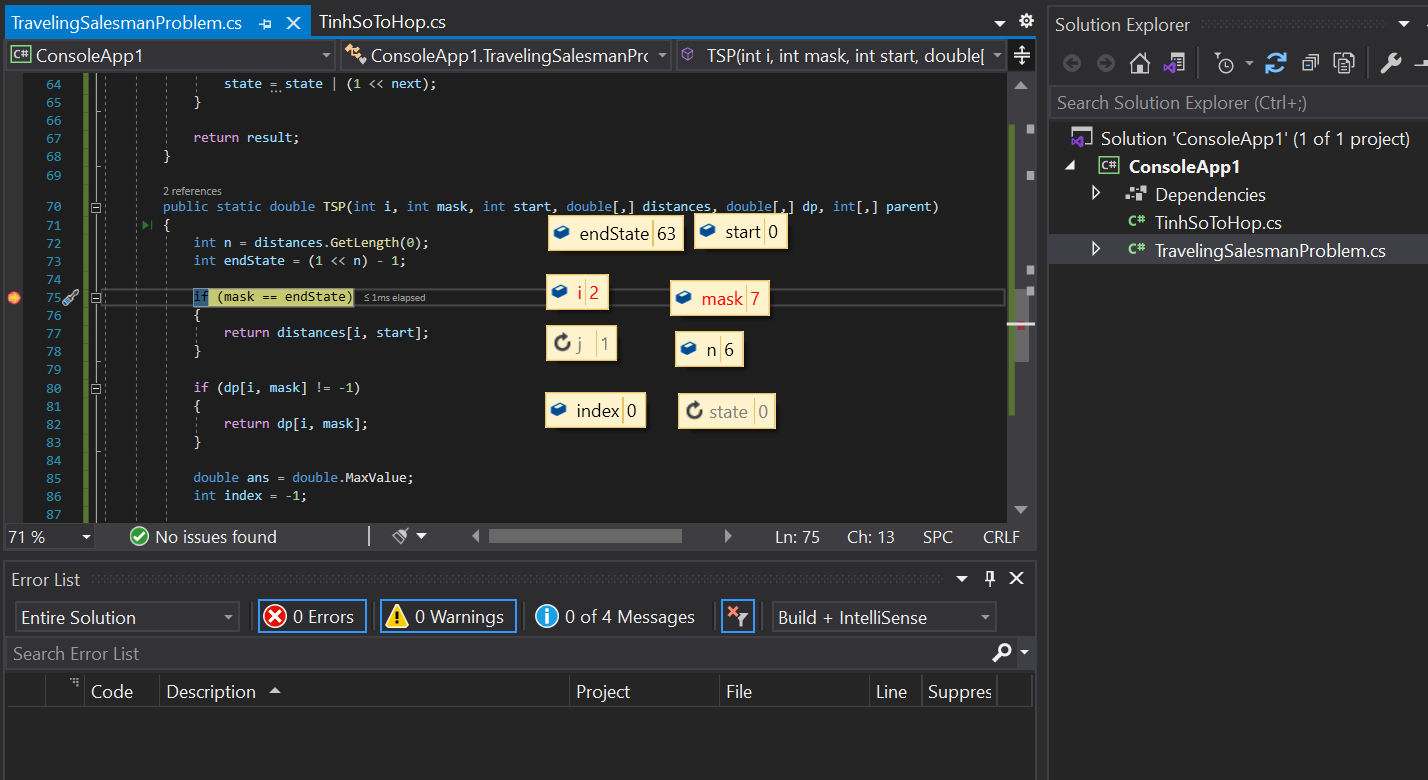 TravelingSalesmanProblem.cs
TinhSoToHop.cs
ConsoleApp1
ConsoleApp1.TravelingSalesmanPro
TSP(int i, int mask, int start, double[
64 state = state | (1 << next);
65 }
66
67 return result;
68 }
69
2 references
70 public static double TSP(int i, int mask, int start, double[,] distances, double[,] dp, int[,] parent)
71 {
72 int n = distances.GetLength(0);
73 int endState = (1 << n) - 1;
74
75 if (mask == endState) ≤ 1ms elapsed
76 {
77 return distances[i, start];
78 }
79
80 if (dp[i, mask] != -1)
81 {
82 return dp[i, mask];
83 }
84
85 double ans = double.MaxValue;
86 int index = -1;
87
endState 63
start 0
i 2
mask 7
j 1
n 6
index 0
state 0
71 %
No issues found
Ln: 75
Ch: 13
SPC
CRLF
Error List
Entire Solution
0 Errors
0 Warnings
0 of 4 Messages
Build + IntelliSense
Search Error List
Code
Description
Project
File
Line
Suppres
Solution Explorer
Search Solution Explorer (Ctrl+;)
Solution 'ConsoleApp1' (1 of 1 project)
C# ConsoleApp1
Dependencies
C# TinhSoToHop.cs
C# TravelingSalesmanProblem.cs